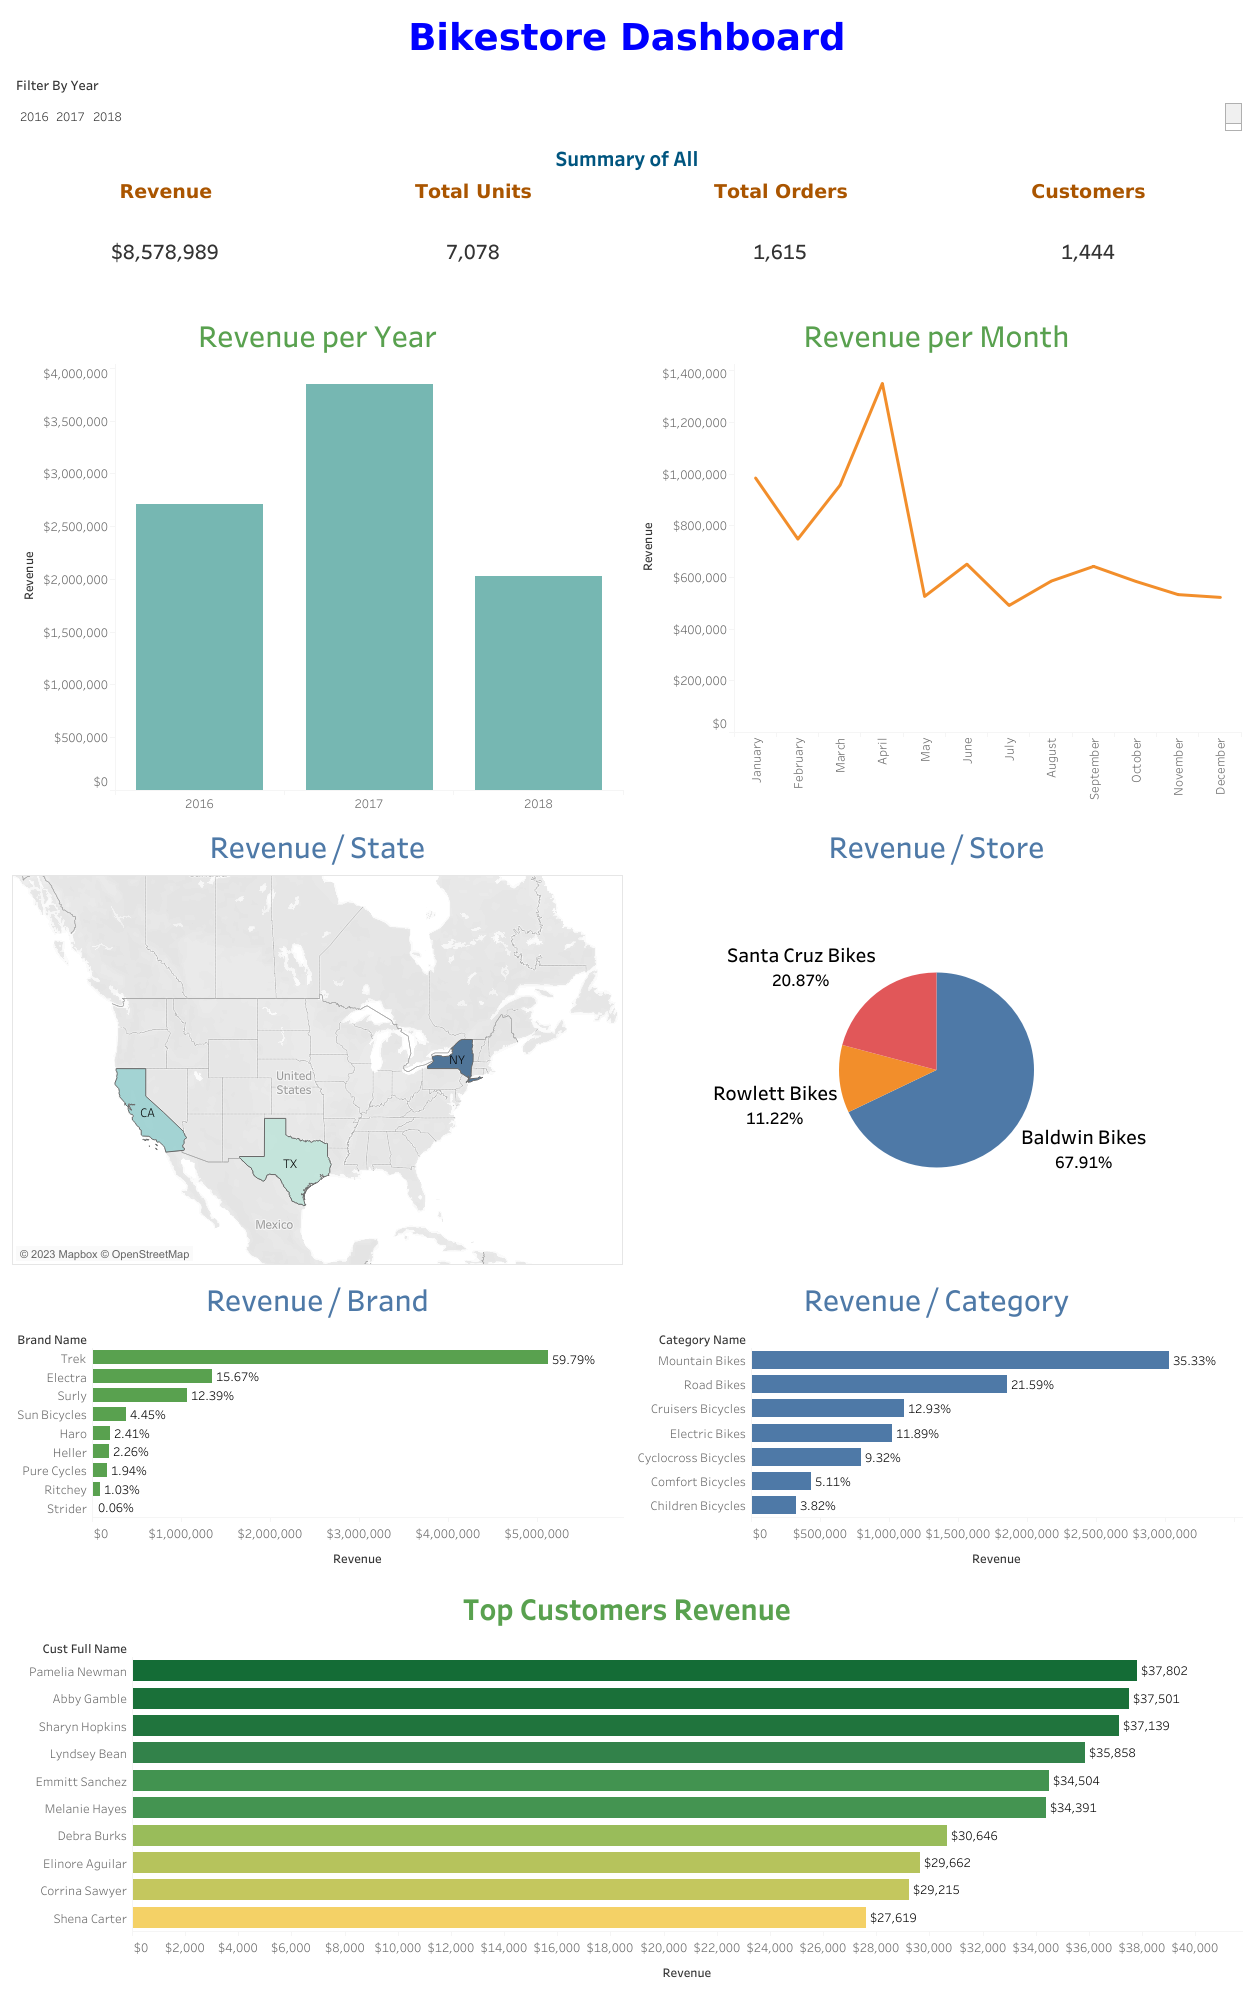 Bikestore Dashboard
Filter By Year
2016 2017 2018
Summary of All
Revenue
Total Units
Total Orders
Customers
$8,578,989
7,078
1,615
1,444
Revenue per Year
$4,000,000
$3,500,000
$3,000,000
$2,500,000
$2,000,000
$1,500,000
$1,000,000
$500,000
$0
Revenue
2016
2017
2018
Revenue per Month
$1,400,000
$1,200,000
$1,000,000
$800,000
$600,000
$400,000
$200,000
$0
Revenue
January
February
March
April
May
June
July
August
September
October
November
December
Revenue / State
NY
United
States
CA
TX
Mexico
© 2023 Mapbox © OpenStreetMap
Revenue / Store
Santa Cruz Bikes
20.87%
Rowlett Bikes
11.22%
Baldwin Bikes
67.91%
Revenue / Brand
Brand Name
Trek 59.79%
Electra 15.67%
Surly 12.39%
Sun Bicycles 4.45%
Haro 2.41%
Heller 2.26%
Pure Cycles 1.94%
Ritchey 1.03%
Strider 0.06%
$0 $1,000,000 $2,000,000 $3,000,000 $4,000,000 $5,000,000
Revenue
Revenue / Category
Category Name
Mountain Bikes 35.33%
Road Bikes 21.59%
Cruisers Bicycles 12.93%
Electric Bikes 11.89%
Cyclocross Bicycles 9.32%
Comfort Bicycles 5.11%
Children Bicycles 3.82%
$0 $500,000 $1,000,000 $1,500,000 $2,000,000 $2,500,000 $3,000,000
Revenue
Top Customers Revenue
Cust Full Name
Pamelia Newman $37,802
Abby Gamble $37,501
Sharyn Hopkins $37,139
Lyndsey Bean $35,858
Emmitt Sanchez $34,504
Melanie Hayes $34,391
Debra Burks $30,646
Elinore Aguilar $29,662
Corrina Sawyer $29,215
Shena Carter $27,619
$0 $2,000 $4,000 $6,000 $8,000 $10,000 $12,000 $14,000 $16,000 $18,000 $20,000 $22,000 $24,000 $26,000 $28,000 $30,000 $32,000 $34,000 $36,000 $38,000 $40,000
Revenue